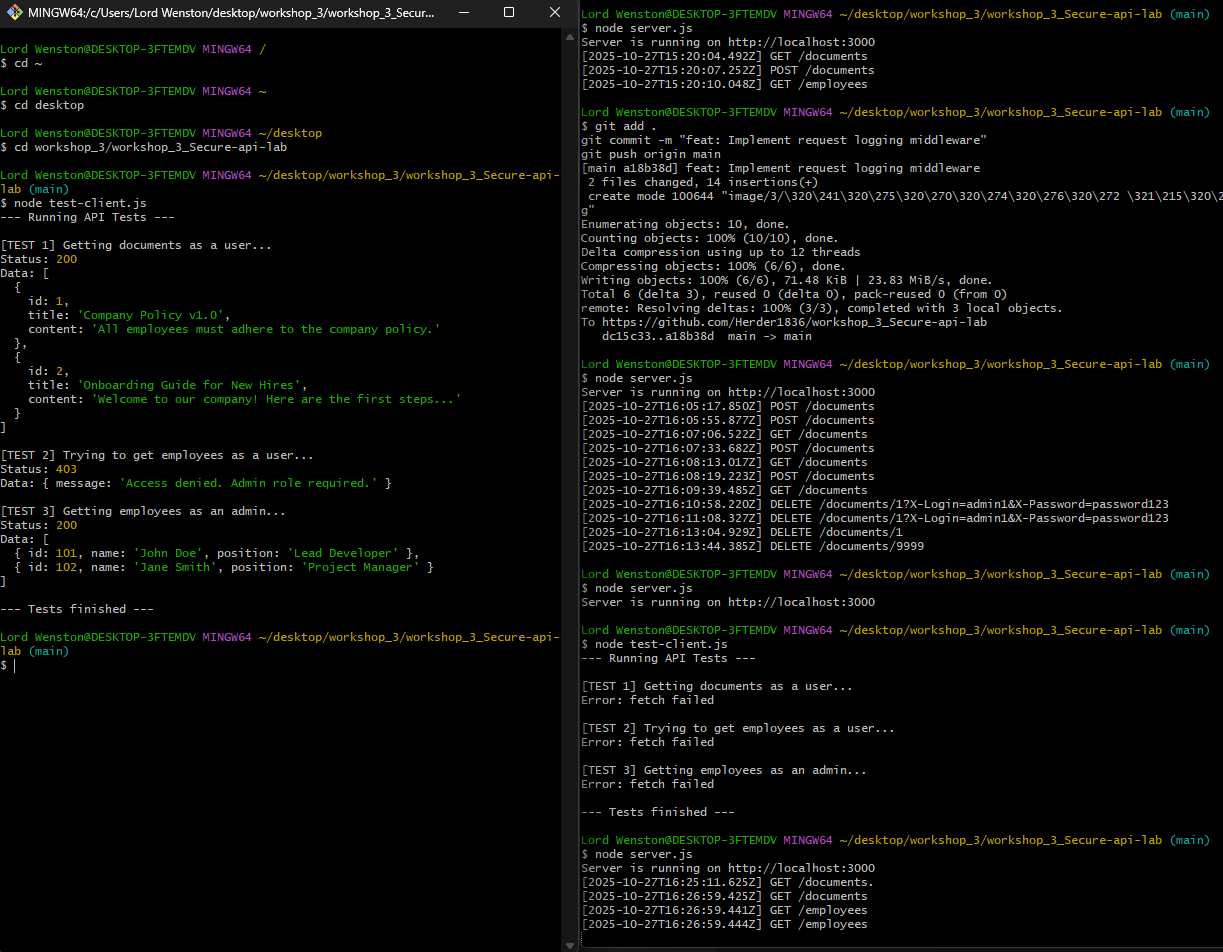 MINGW64:/c/Users/Lord Wenston/desktop/workshop_3/workshop_3_Secur...
Lord Wenston@DESKTOP-3FTEMDV MINGW64 /
$ cd ~
Lord Wenston@DESKTOP-3FTEMDV MINGW64 ~
$ cd desktop
Lord Wenston@DESKTOP-3FTEMDV MINGW64 ~/desktop
$ cd workshop_3/workshop_3_Secure-api-lab
Lord Wenston@DESKTOP-3FTEMDV MINGW64 ~/desktop/workshop_3/workshop_3_Secure-api-
lab (main)
$ node test-client.js
--- Running API Tests ---
[TEST 1] Getting documents as a user...
Status: 200
Data: [
  {
    id: 1,
    title: 'Company Policy v1.0',
    content: 'All employees must adhere to the company policy.'
  },
  {
    id: 2,
    title: 'Onboarding Guide for New Hires',
    content: 'Welcome to our company! Here are the first steps...'
  }
]
[TEST 2] Trying to get employees as a user...
Status: 403
Data: { message: 'Access denied. Admin role required.' }
[TEST 3] Getting employees as an admin...
Status: 200
Data: [
  { id: 101, name: 'John Doe', position: 'Lead Developer' },
  { id: 102, name: 'Jane Smith', position: 'Project Manager' }
]
--- Tests finished ---
Lord Wenston@DESKTOP-3FTEMDV MINGW64 ~/desktop/workshop_3/workshop_3_Secure-api-
lab (main)
$
Lord Wenston@DESKTOP-3FTEMDV MINGW64 ~/desktop/workshop_3/workshop_3_Secure-api-lab (main)
$ node server.js
Server is running on http://localhost:3000
[2025-10-27T15:20:04.492Z] GET /documents
[2025-10-27T15:20:07.252Z] POST /documents
[2025-10-27T15:20:10.048Z] GET /employees
Lord Wenston@DESKTOP-3FTEMDV MINGW64 ~/desktop/workshop_3/workshop_3_Secure-api-lab (main)
$ git add .
git commit -m "feat: Implement request logging middleware"
git push origin main
[main a18b38d] feat: Implement request logging middleware
 2 files changed, 14 insertions(+)
 create mode 100644 "image/3/\320\241\320\275\320\270\320\274\320\276\320\272 \321\215\320\2
g"
Enumerating objects: 10, done.
Counting objects: 100% (10/10), done.
Delta compression using up to 12 threads
Compressing objects: 100% (6/6), done.
Writing objects: 100% (6/6), 71.48 KiB | 23.83 MiB/s, done.
Total 6 (delta 3), reused 0 (delta 0), pack-reused 0 (from 0)
remote: Resolving deltas: 100% (3/3), completed with 3 local objects.
To https://github.com/Herder1836/workshop_3_Secure-api-lab
   dc15c33..a18b38d  main -> main
Lord Wenston@DESKTOP-3FTEMDV MINGW64 ~/desktop/workshop_3/workshop_3_Secure-api-lab (main)
$ node server.js
Server is running on http://localhost:3000
[2025-10-27T16:05:17.850Z] POST /documents
[2025-10-27T16:05:55.877Z] POST /documents
[2025-10-27T16:07:06.522Z] GET /documents
[2025-10-27T16:07:33.682Z] POST /documents
[2025-10-27T16:08:13.017Z] GET /documents
[2025-10-27T16:08:19.223Z] POST /documents
[2025-10-27T16:09:39.485Z] GET /documents
[2025-10-27T16:10:58.220Z] DELETE /documents/1?X-Login=admin1&X-Password=password123
[2025-10-27T16:11:08.327Z] DELETE /documents/1?X-Login=admin1&X-Password=password123
[2025-10-27T16:13:04.929Z] DELETE /documents/1
[2025-10-27T16:13:44.385Z] DELETE /documents/9999
Lord Wenston@DESKTOP-3FTEMDV MINGW64 ~/desktop/workshop_3/workshop_3_Secure-api-lab (main)
$ node server.js
Server is running on http://localhost:3000
Lord Wenston@DESKTOP-3FTEMDV MINGW64 ~/desktop/workshop_3/workshop_3_Secure-api-lab (main)
$ node test-client.js
--- Running API Tests ---
[TEST 1] Getting documents as a user...
Error: fetch failed
[TEST 2] Trying to get employees as a user...
Error: fetch failed
[TEST 3] Getting employees as an admin...
Error: fetch failed
--- Tests finished ---
Lord Wenston@DESKTOP-3FTEMDV MINGW64 ~/desktop/workshop_3/workshop_3_Secure-api-lab (main)
$ node server.js
Server is running on http://localhost:3000
[2025-10-27T16:25:11.625Z] GET /documents.
[2025-10-27T16:26:59.425Z] GET /documents
[2025-10-27T16:26:59.441Z] GET /employees
[2025-10-27T16:26:59.444Z] GET /employees